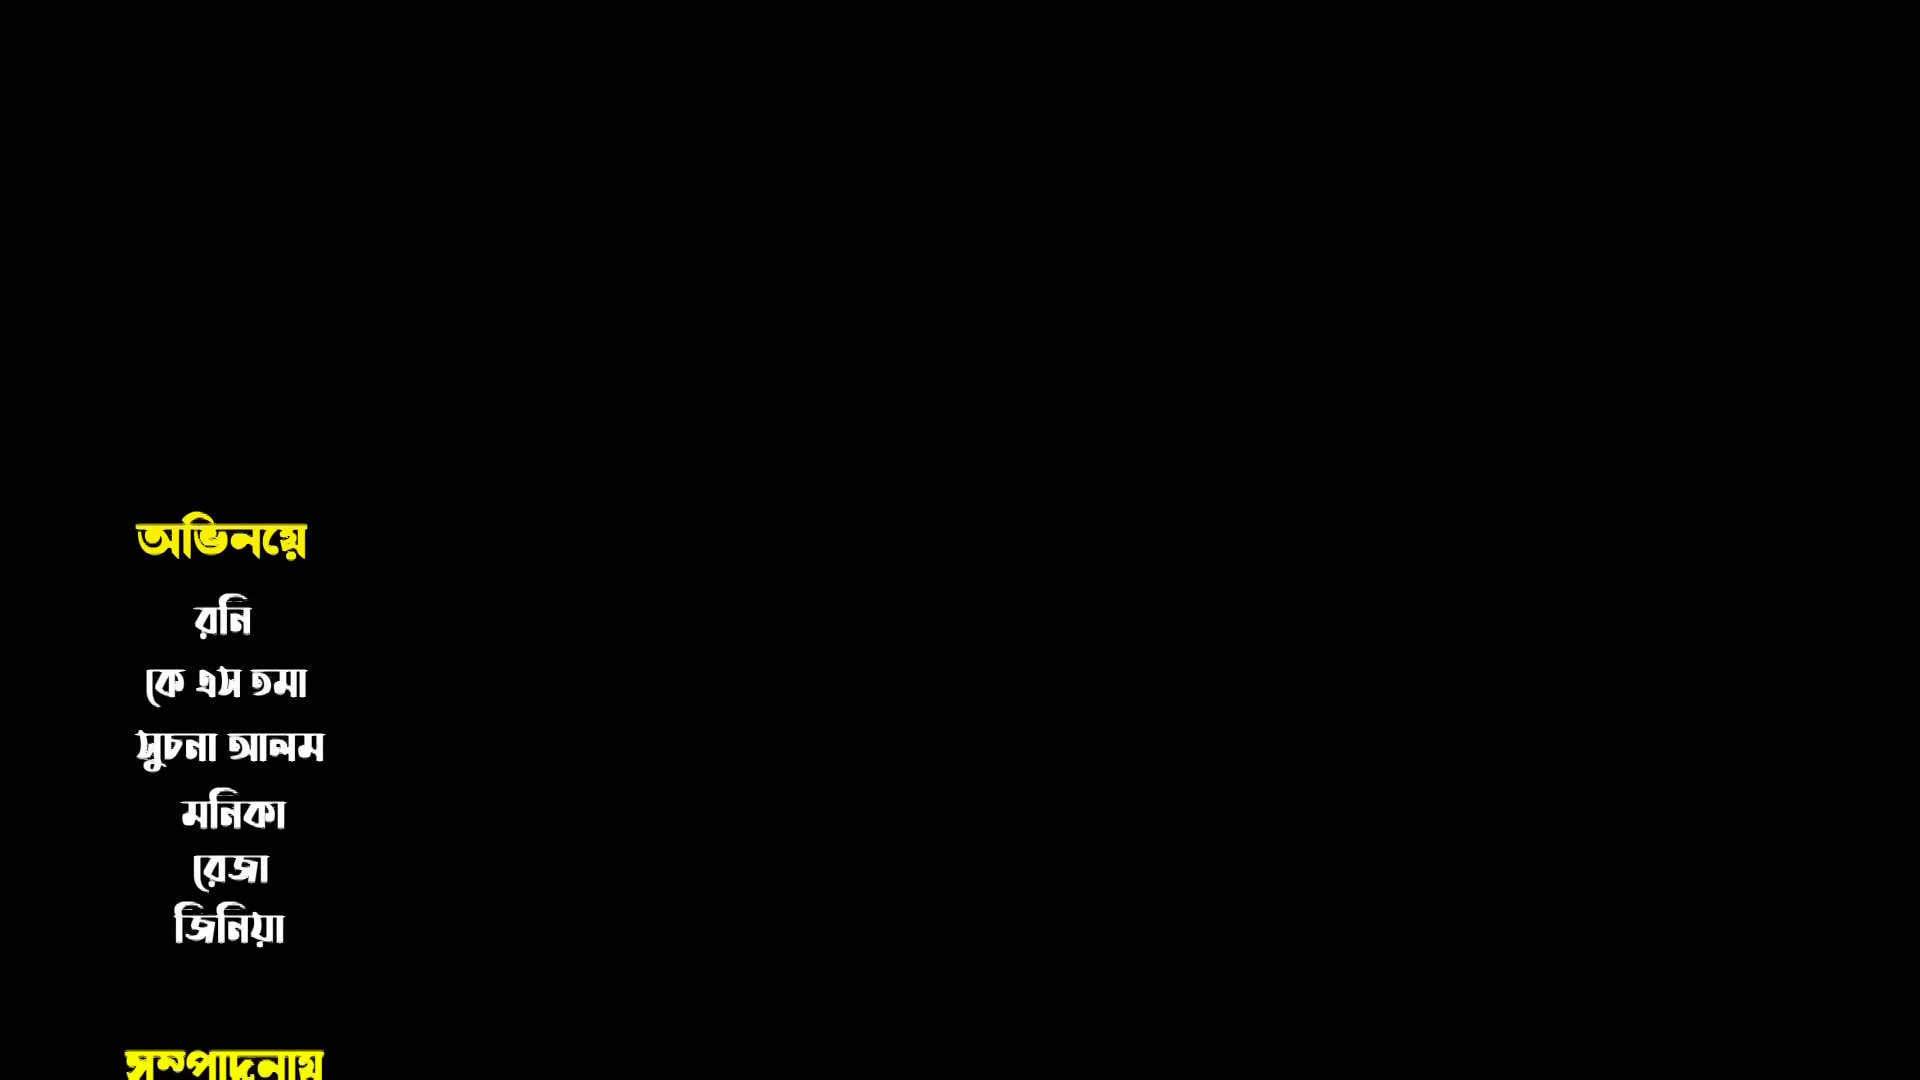 অভিনয়ে
রনি
কে এস তমা
সুচনা আলম
মনিকা
রেজা
জিনিয়া
সম্পাদনায়